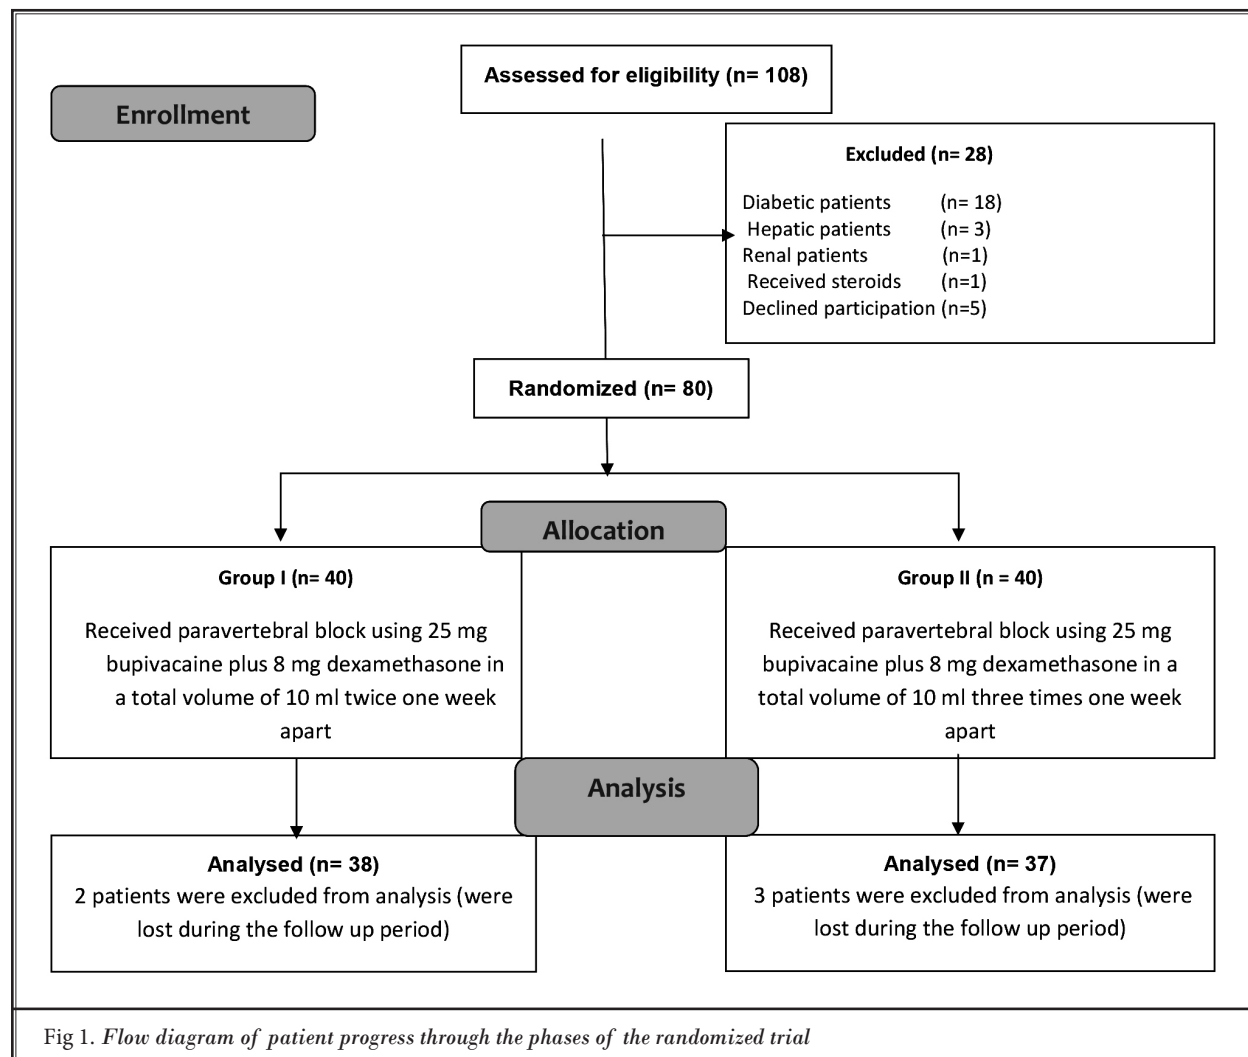 Assessed for eligibility (n= 108)
Enrollment
Excluded (n= 28)
Diabetic patients (n= 18)
Hepatic patients (n= 3)
Renal patients (n=1)
Received steroids (n=1)
Declined participation (n=5)
Randomized (n= 80)
Allocation
Group I (n= 40)
Received paravertebral block using 25 mg
bupivacaine plus 8 mg dexamethasone in
a total volume of 10 ml twice one week
apart
Group II (n = 40)
Received paravertebral block using 25 mg
bupivacaine plus 8 mg dexamethasone in a
total volume of 10 ml three times one week
apart
Analysis
Analysed (n= 38)
2 patients were excluded from analysis (were
lost during the follow up period)
Analysed (n= 37)
3 patients were excluded from analysis (were
lost during the follow up period)
Fig 1. Flow diagram of patient progress through the phases of the randomized trial